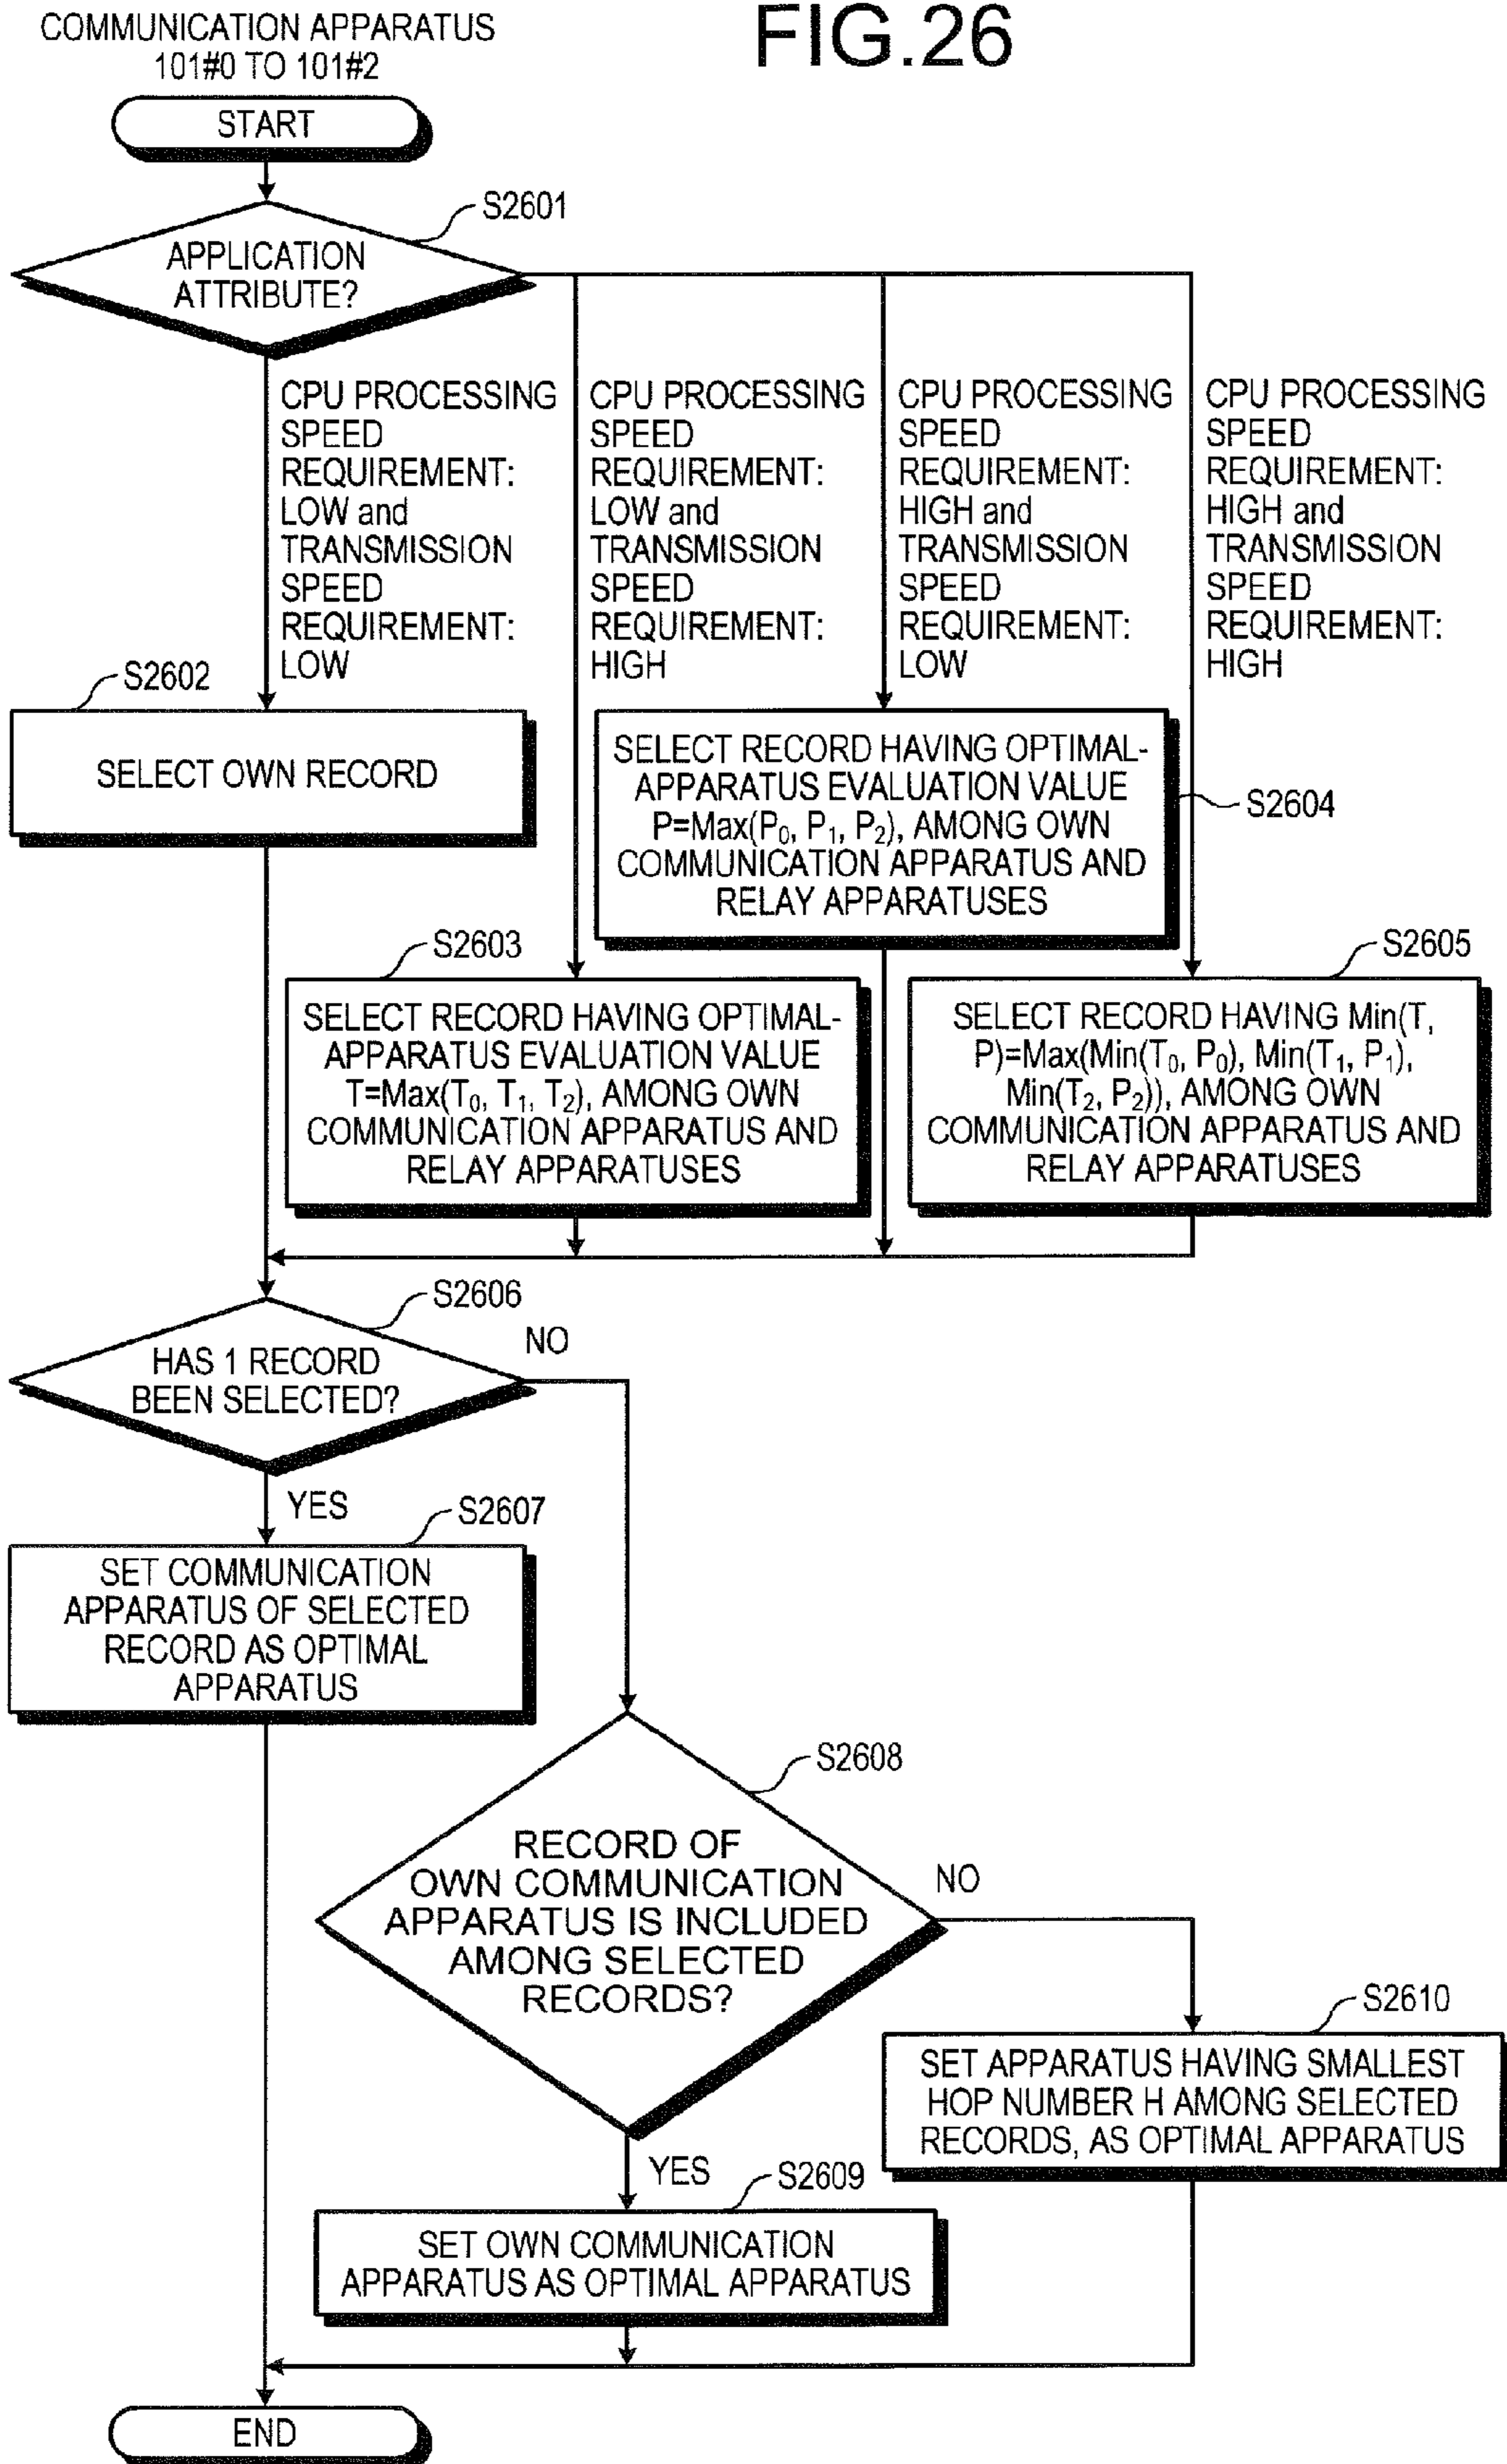 FIG.26
COMMUNICATION APPARATUS
101#0 TO 101#2
START
S2601
APPLICATION
ATTRIBUTE?
CPU PROCESSING
SPEED
REQUIREMENT:
LOW and
TRANSMISSION
SPEED
REQUIREMENT:
LOW
CPU PROCESSING
SPEED
REQUIREMENT:
LOW and
TRANSMISSION
SPEED
REQUIREMENT:
HIGH
CPU PROCESSING
SPEED
REQUIREMENT:
HIGH and
TRANSMISSION
SPEED
REQUIREMENT:
LOW
CPU PROCESSING
SPEED
REQUIREMENT:
HIGH and
TRANSMISSION
SPEED
REQUIREMENT:
HIGH
S2602
SELECT OWN RECORD
SELECT RECORD HAVING OPTIMAL-
APPARATUS EVALUATION VALUE
P=Max(P₀, P₁, P₂), AMONG OWN
COMMUNICATION APPARATUS AND
RELAY APPARATUSES
S2604
S2603
SELECT RECORD HAVING OPTIMAL-
APPARATUS EVALUATION VALUE
T=Max(T₀, T₁, T₂), AMONG OWN
COMMUNICATION APPARATUS AND
RELAY APPARATUSES
S2605
SELECT RECORD HAVING Min(T,
P)=Max(Min(T₀, P₀), Min(T₁, P₁),
Min(T₂, P₂)), AMONG OWN
COMMUNICATION APPARATUS AND
RELAY APPARATUSES
S2606
HAS 1 RECORD
BEEN SELECTED?
NO
YES
S2607
SET COMMUNICATION
APPARATUS OF SELECTED
RECORD AS OPTIMAL
APPARATUS
S2608
RECORD OF
OWN COMMUNICATION
APPARATUS IS INCLUDED
AMONG SELECTED
RECORDS?
NO
S2610
SET APPARATUS HAVING SMALLEST
HOP NUMBER H AMONG SELECTED
RECORDS, AS OPTIMAL APPARATUS
YES
S2609
SET OWN COMMUNICATION
APPARATUS AS OPTIMAL APPARATUS
END